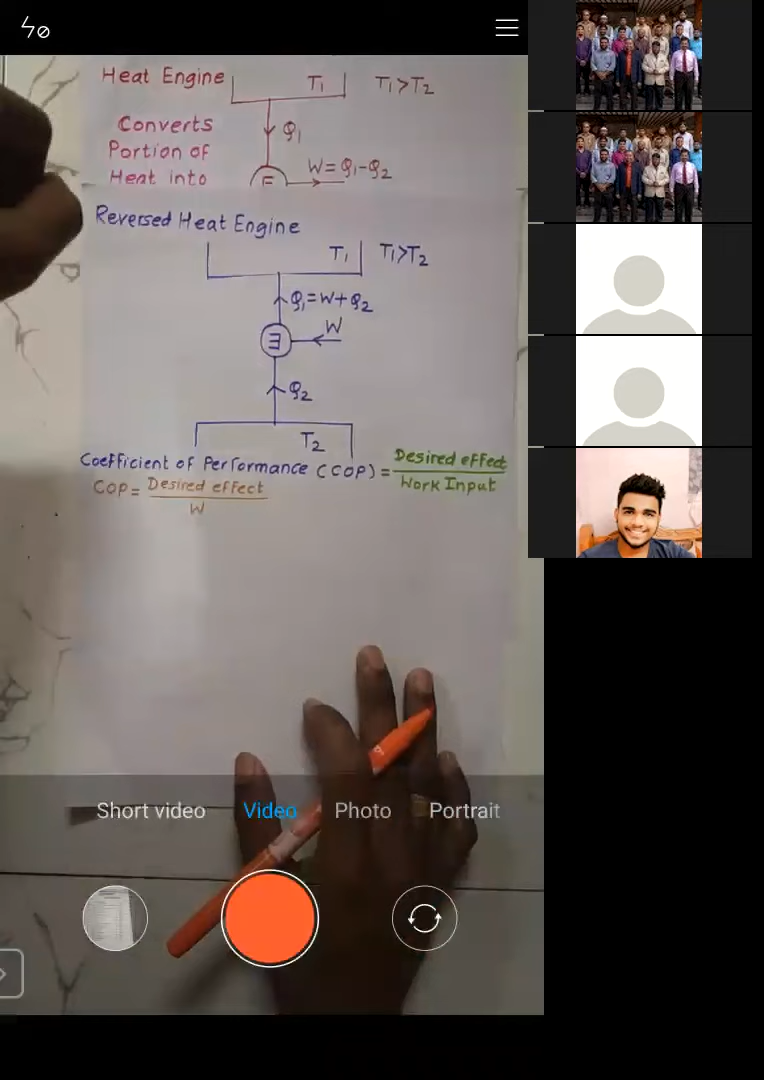 Heat Engine T1 T1>T2
Converts Q1
Portion of
Heat into E W=Q1-Q2
Reversed Heat Engine
T1 T1>T2
Q1=W+Q2
W
E
Q2
T2
Coefficient of Performance (COP) = Desired effect / Work Input
COP = Desired effect / W
Short video Video Photo Portrait